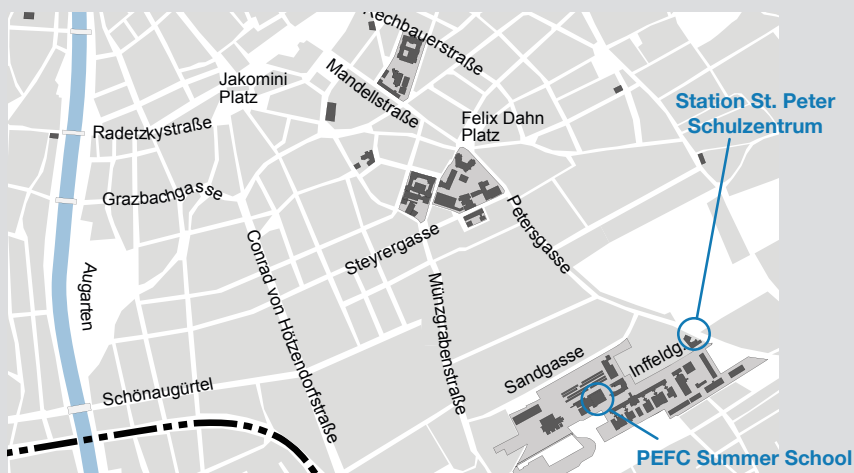 Rechbauerstraße
Jakomini
Platz
Mandellstraße
Station St. Peter
Schulzentrum
Felix Dahn
Platz
Radetzkystraße
Grazbachgasse
Petersgasse
Steyrergasse
Conrad von Hötzendorfstraße
Augarten
Münzgrabenstraße
Inffeldg.
Sandgasse
Schönaugürtel
PEFC Summer School